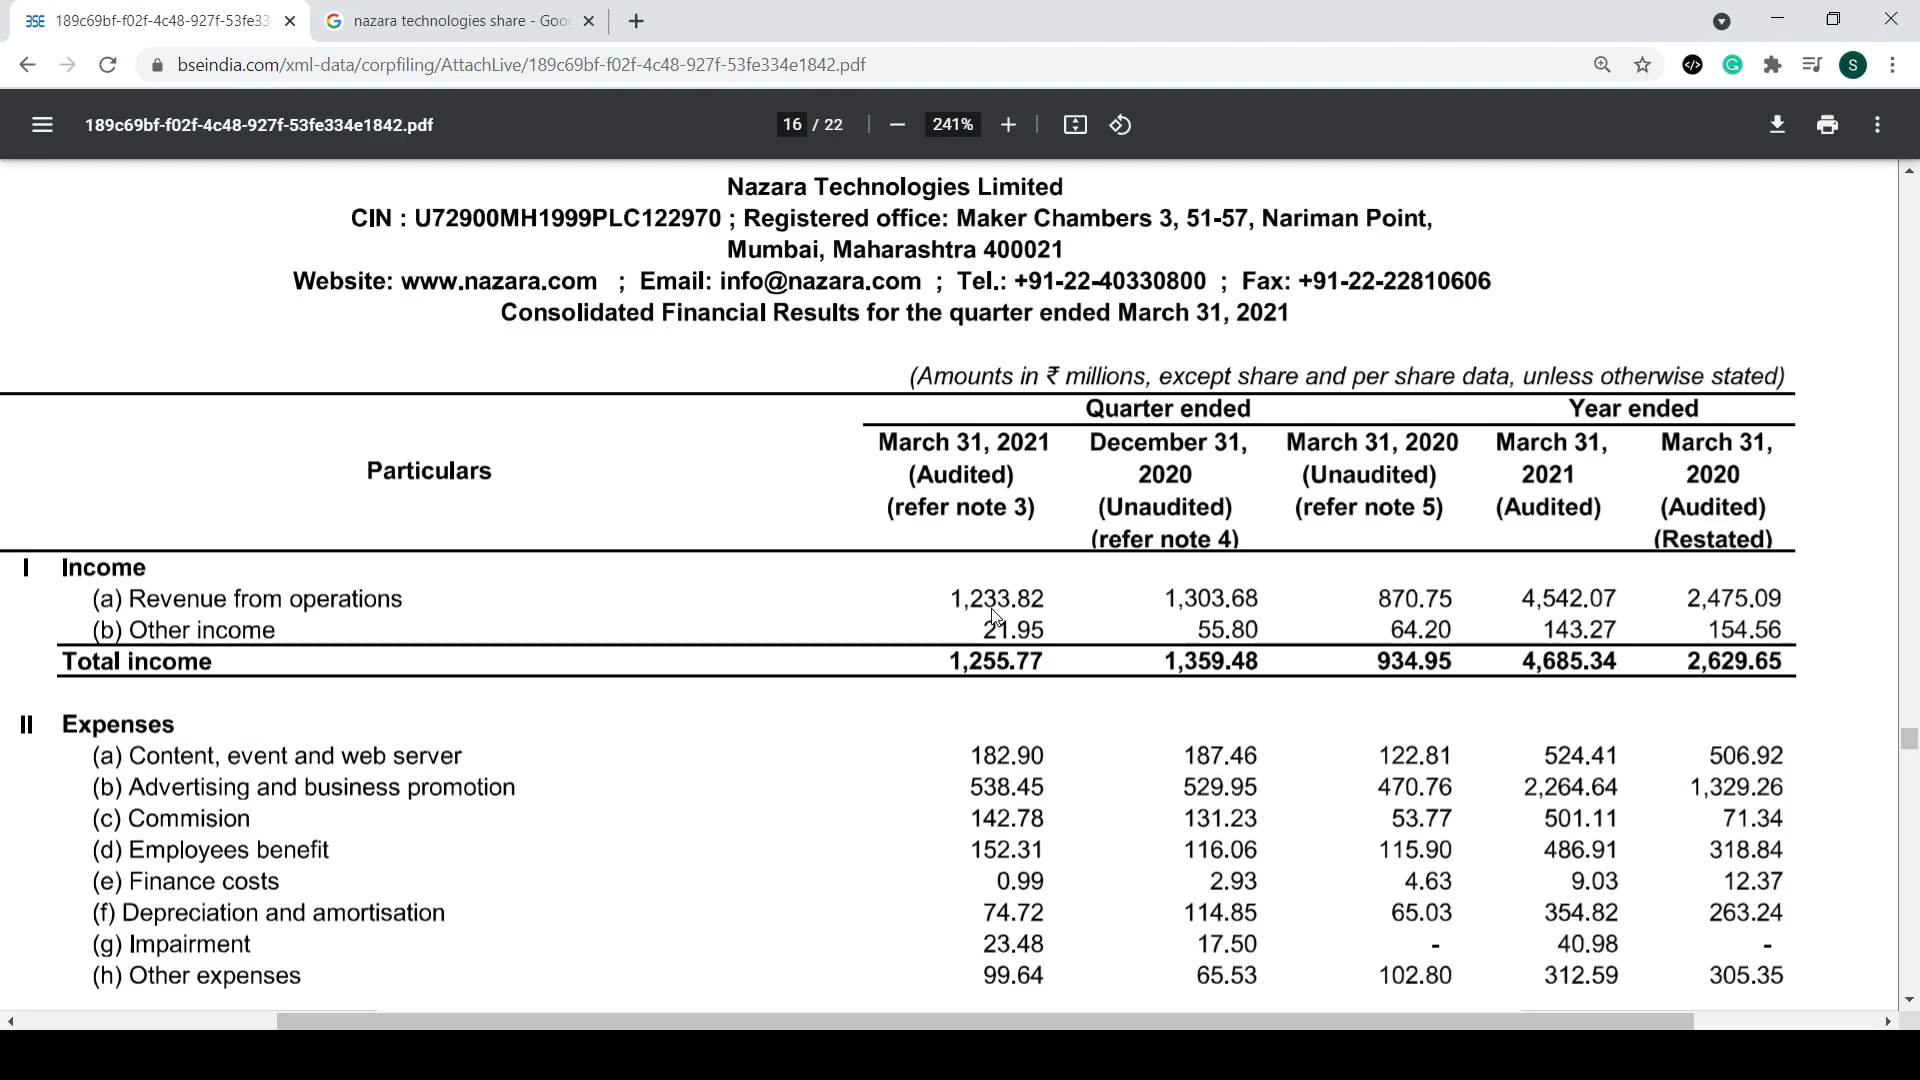 189c69bf-f02f-4c48-927f-53fe33
nazara technologies share - Goo
bseindia.com/xml-data/corpfiling/AttachLive/189c69bf-f02f-4c48-927f-53fe334e1842.pdf
S
189c69bf-f02f-4c48-927f-53fe334e1842.pdf
16 / 22
241%
Nazara Technologies Limited
CIN : U72900MH1999PLC122970 ; Registered office: Maker Chambers 3, 51-57, Nariman Point,
Mumbai, Maharashtra 400021
Website: www.nazara.com ; Email: info@nazara.com ; Tel.: +91-22-40330800 ; Fax: +91-22-22810606
Consolidated Financial Results for the quarter ended March 31, 2021
(Amounts in ₹ millions, except share and per share data, unless otherwise stated)
Particulars
Quarter ended Year ended
March 31, 2021 (Audited) (refer note 3)
December 31, 2020 (Unaudited) (refer note 4)
March 31, 2020 (Unaudited) (refer note 5)
March 31, 2021 (Audited)
March 31, 2020 (Audited) (Restated)
I Income
(a) Revenue from operations 1,233.82 1,303.68 870.75 4,542.07 2,475.09
(b) Other income 21.95 55.80 64.20 143.27 154.56
Total income 1,255.77 1,359.48 934.95 4,685.34 2,629.65
II Expenses
(a) Content, event and web server 182.90 187.46 122.81 524.41 506.92
(b) Advertising and business promotion 538.45 529.95 470.76 2,264.64 1,329.26
(c) Commision 142.78 131.23 53.77 501.11 71.34
(d) Employees benefit 152.31 116.06 115.90 486.91 318.84
(e) Finance costs 0.99 2.93 4.63 9.03 12.37
(f) Depreciation and amortisation 74.72 114.85 65.03 354.82 263.24
(g) Impairment 23.48 17.50 - 40.98 -
(h) Other expenses 99.64 65.53 102.80 312.59 305.35